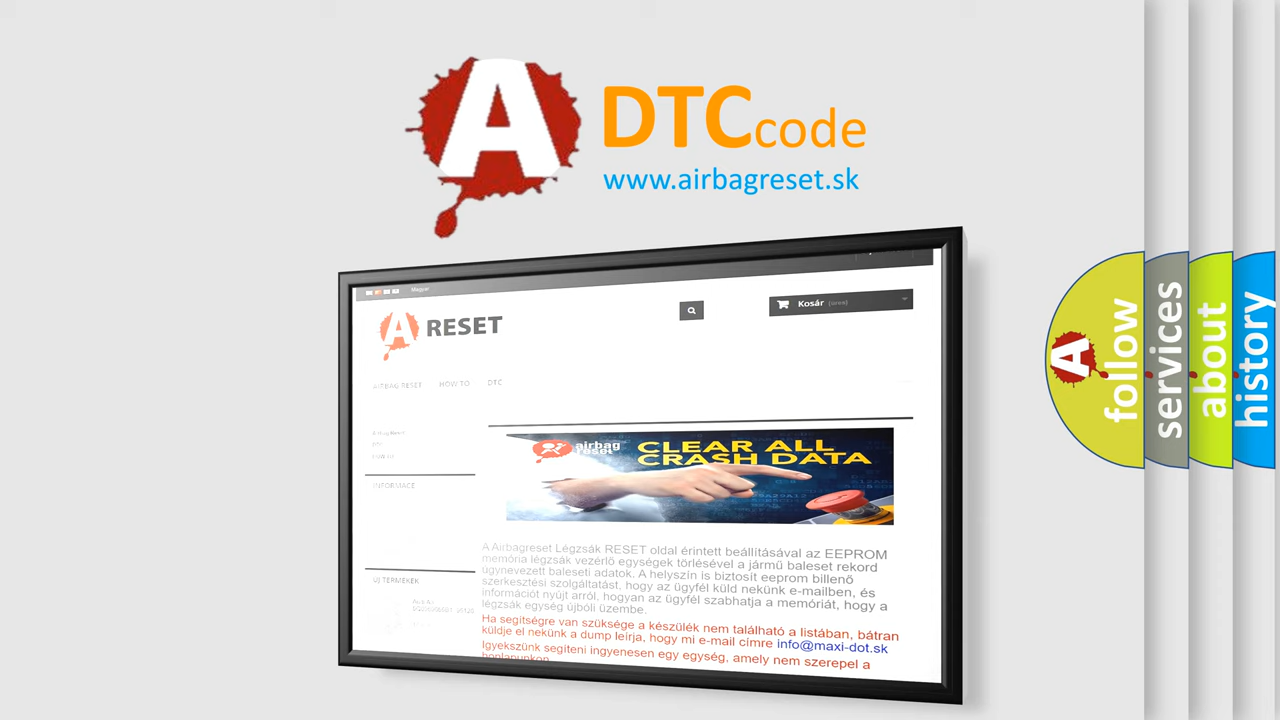 A
DTCcode
www.airbagreset.sk
Magyar
A RESET
Kosár (üres)
AIRBAG RESET HOW TO DTC
INFORMACE
ÚJ TERMÉKEK
airbag
reset
CLEAR ALL
CRASH DATA
A Airbagreset Légzsák RESET oldal érintett beállításával az EEPROM
memória légzsák vezérlő egységek törlésével a jármű baleset rekord
úgynevezett baleseti adatok. A helyszín is biztosít eeprom billenő
szerkesztési szolgáltatást, hogy az ügyfél küld nekünk e-mailben, és
információt nyújt arról, hogyan az ügyfél szabhatja a memóriát, hogy a
légzsák egység újbóli üzembe.
Ha segítségre van szüksége a készülék nem található a listában, bátran
küldje el nekünk a dump leírja, hogy mi e-mail címre info@maxi-dot.sk
Igyekszünk segíteni ingyenesen egy egység, amely nem szerepel a
honlapunkon
A
follow
services
about
history